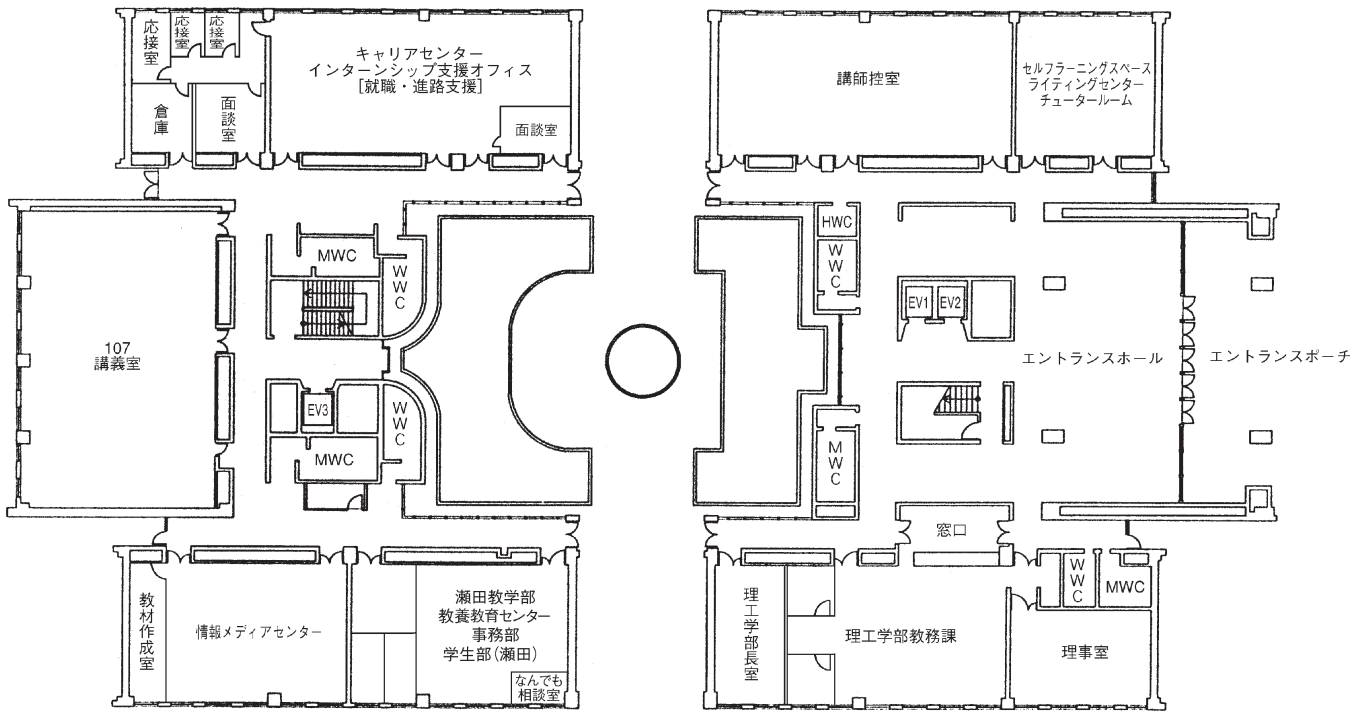 応接室
応接室
応接室
キャリアセンター
インターンシップ支援オフィス
[就職・進路支援]
倉庫
面談室
面談室
講師控室
セルフラーニングスペース
ライティングセンター
チュータールーム
107
講義室
MWC
WWC
EV3
WWC
MWC
HWC
WWC
EV1
EV2
エントランスホール
エントランスポーチ
MWC
窓口
教材作成室
情報メディアセンター
瀬田教学部
教養教育センター
事務部
学生部(瀬田)
なんでも
相談室
理工学部長室
理工学部教務課
WWC
MWC
理事室